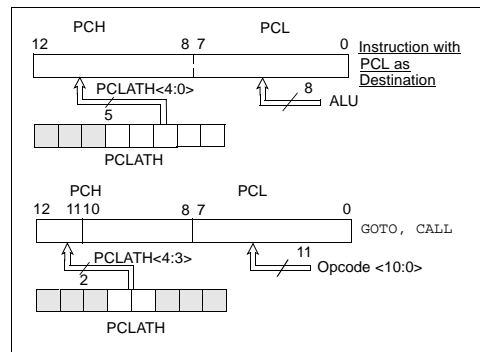 PCH PCL
12 8 7 0
Instruction with
PCL as
Destination
PCLATH<4:0>
8
ALU
5
PCLATH
PCH PCL
12 11 10 8 7 0
GOTO, CALL
PCLATH<4:3>
11
Opcode <10:0>
2
PCLATH